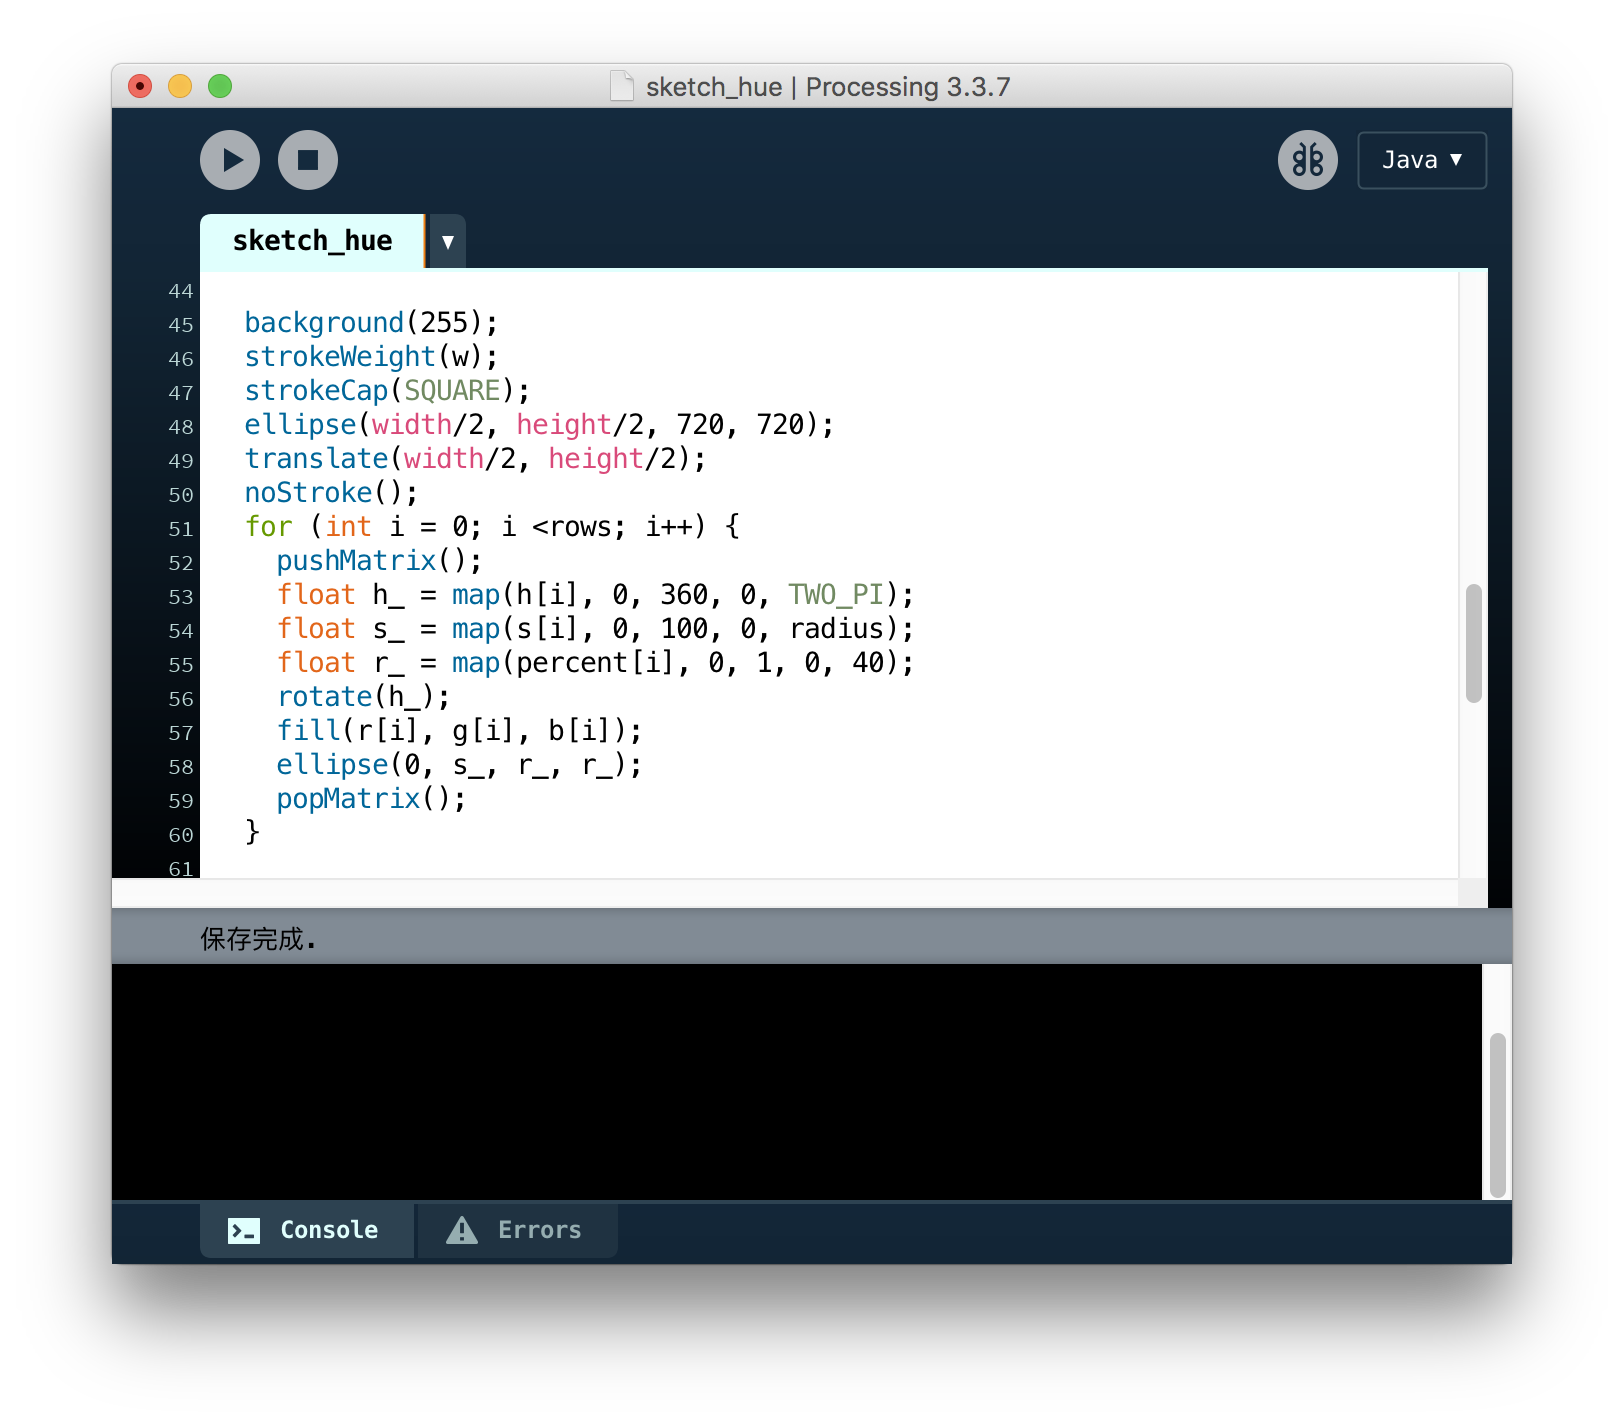 sketch_hue | Processing 3.3.7
Java ▼
sketch_hue ▼
44
45 background(255);
46 strokeWeight(w);
47 strokeCap(SQUARE);
48 ellipse(width/2, height/2, 720, 720);
49 translate(width/2, height/2);
50 noStroke();
51 for (int i = 0; i <rows; i++) {
52 pushMatrix();
53 float h_ = map(h[i], 0, 360, 0, TWO_PI);
54 float s_ = map(s[i], 0, 100, 0, radius);
55 float r_ = map(percent[i], 0, 1, 0, 40);
56 rotate(h_);
57 fill(r[i], g[i], b[i]);
58 ellipse(0, s_, r_, r_);
59 popMatrix();
60 }
61
保存完成.
Console Errors